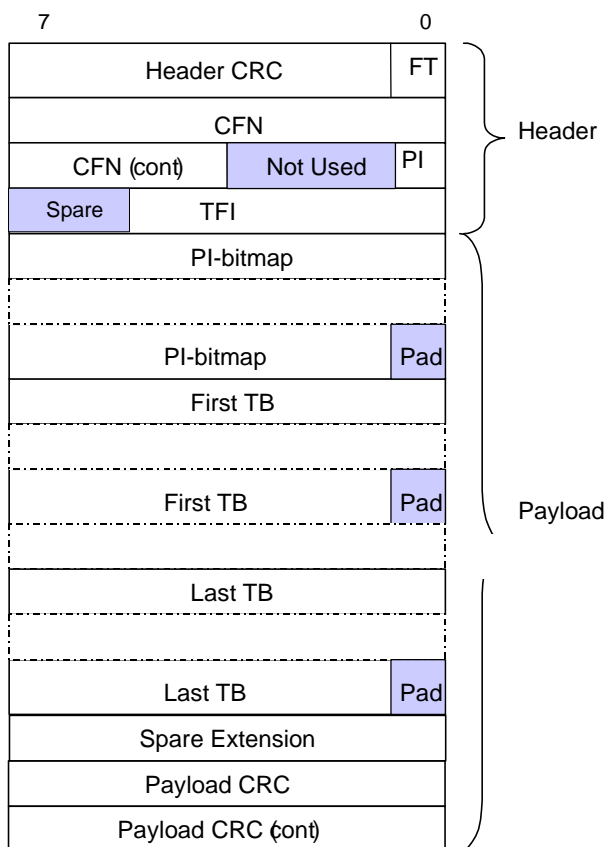 7 0
Header CRC FT
CFN
Header
CFN (cont) Not Used PI
Spare TFI
PI-bitmap
PI-bitmap Pad
First TB
First TB Pad
Payload
Last TB
Last TB Pad
Spare Extension
Payload CRC
Payload CRC (cont)